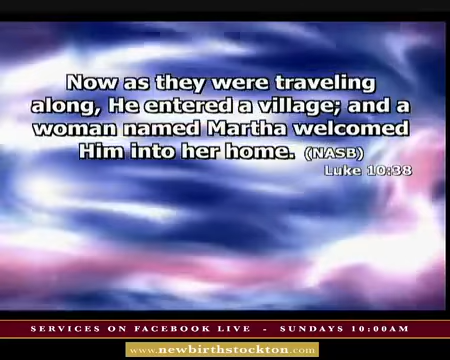 Now as they were traveling
along, He entered a village; and a
woman named Martha welcomed
Him into her home. (NASB)
Luke 10:38
SERVICES ON FACEBOOK LIVE - SUNDAYS 10:00AM
www.newbirthstockton.com